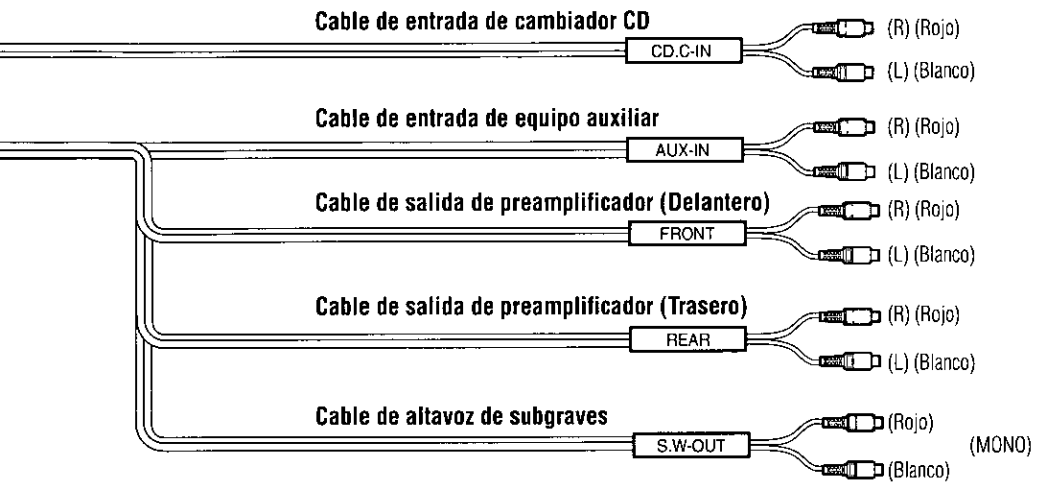 Cable de entrada de cambiador CD
CD.C-IN
(R) (Rojo)
(L) (Blanco)
Cable de entrada de equipo auxiliar
AUX-IN
(R) (Rojo)
(L) (Blanco)
Cable de salida de preamplificador (Delantero)
FRONT
(R) (Rojo)
(L) (Blanco)
Cable de salida de preamplificador (Trasero)
REAR
(R) (Rojo)
(L) (Blanco)
Cable de altavoz de subgraves
S.W-OUT
(Rojo)
(MONO)
(Blanco)